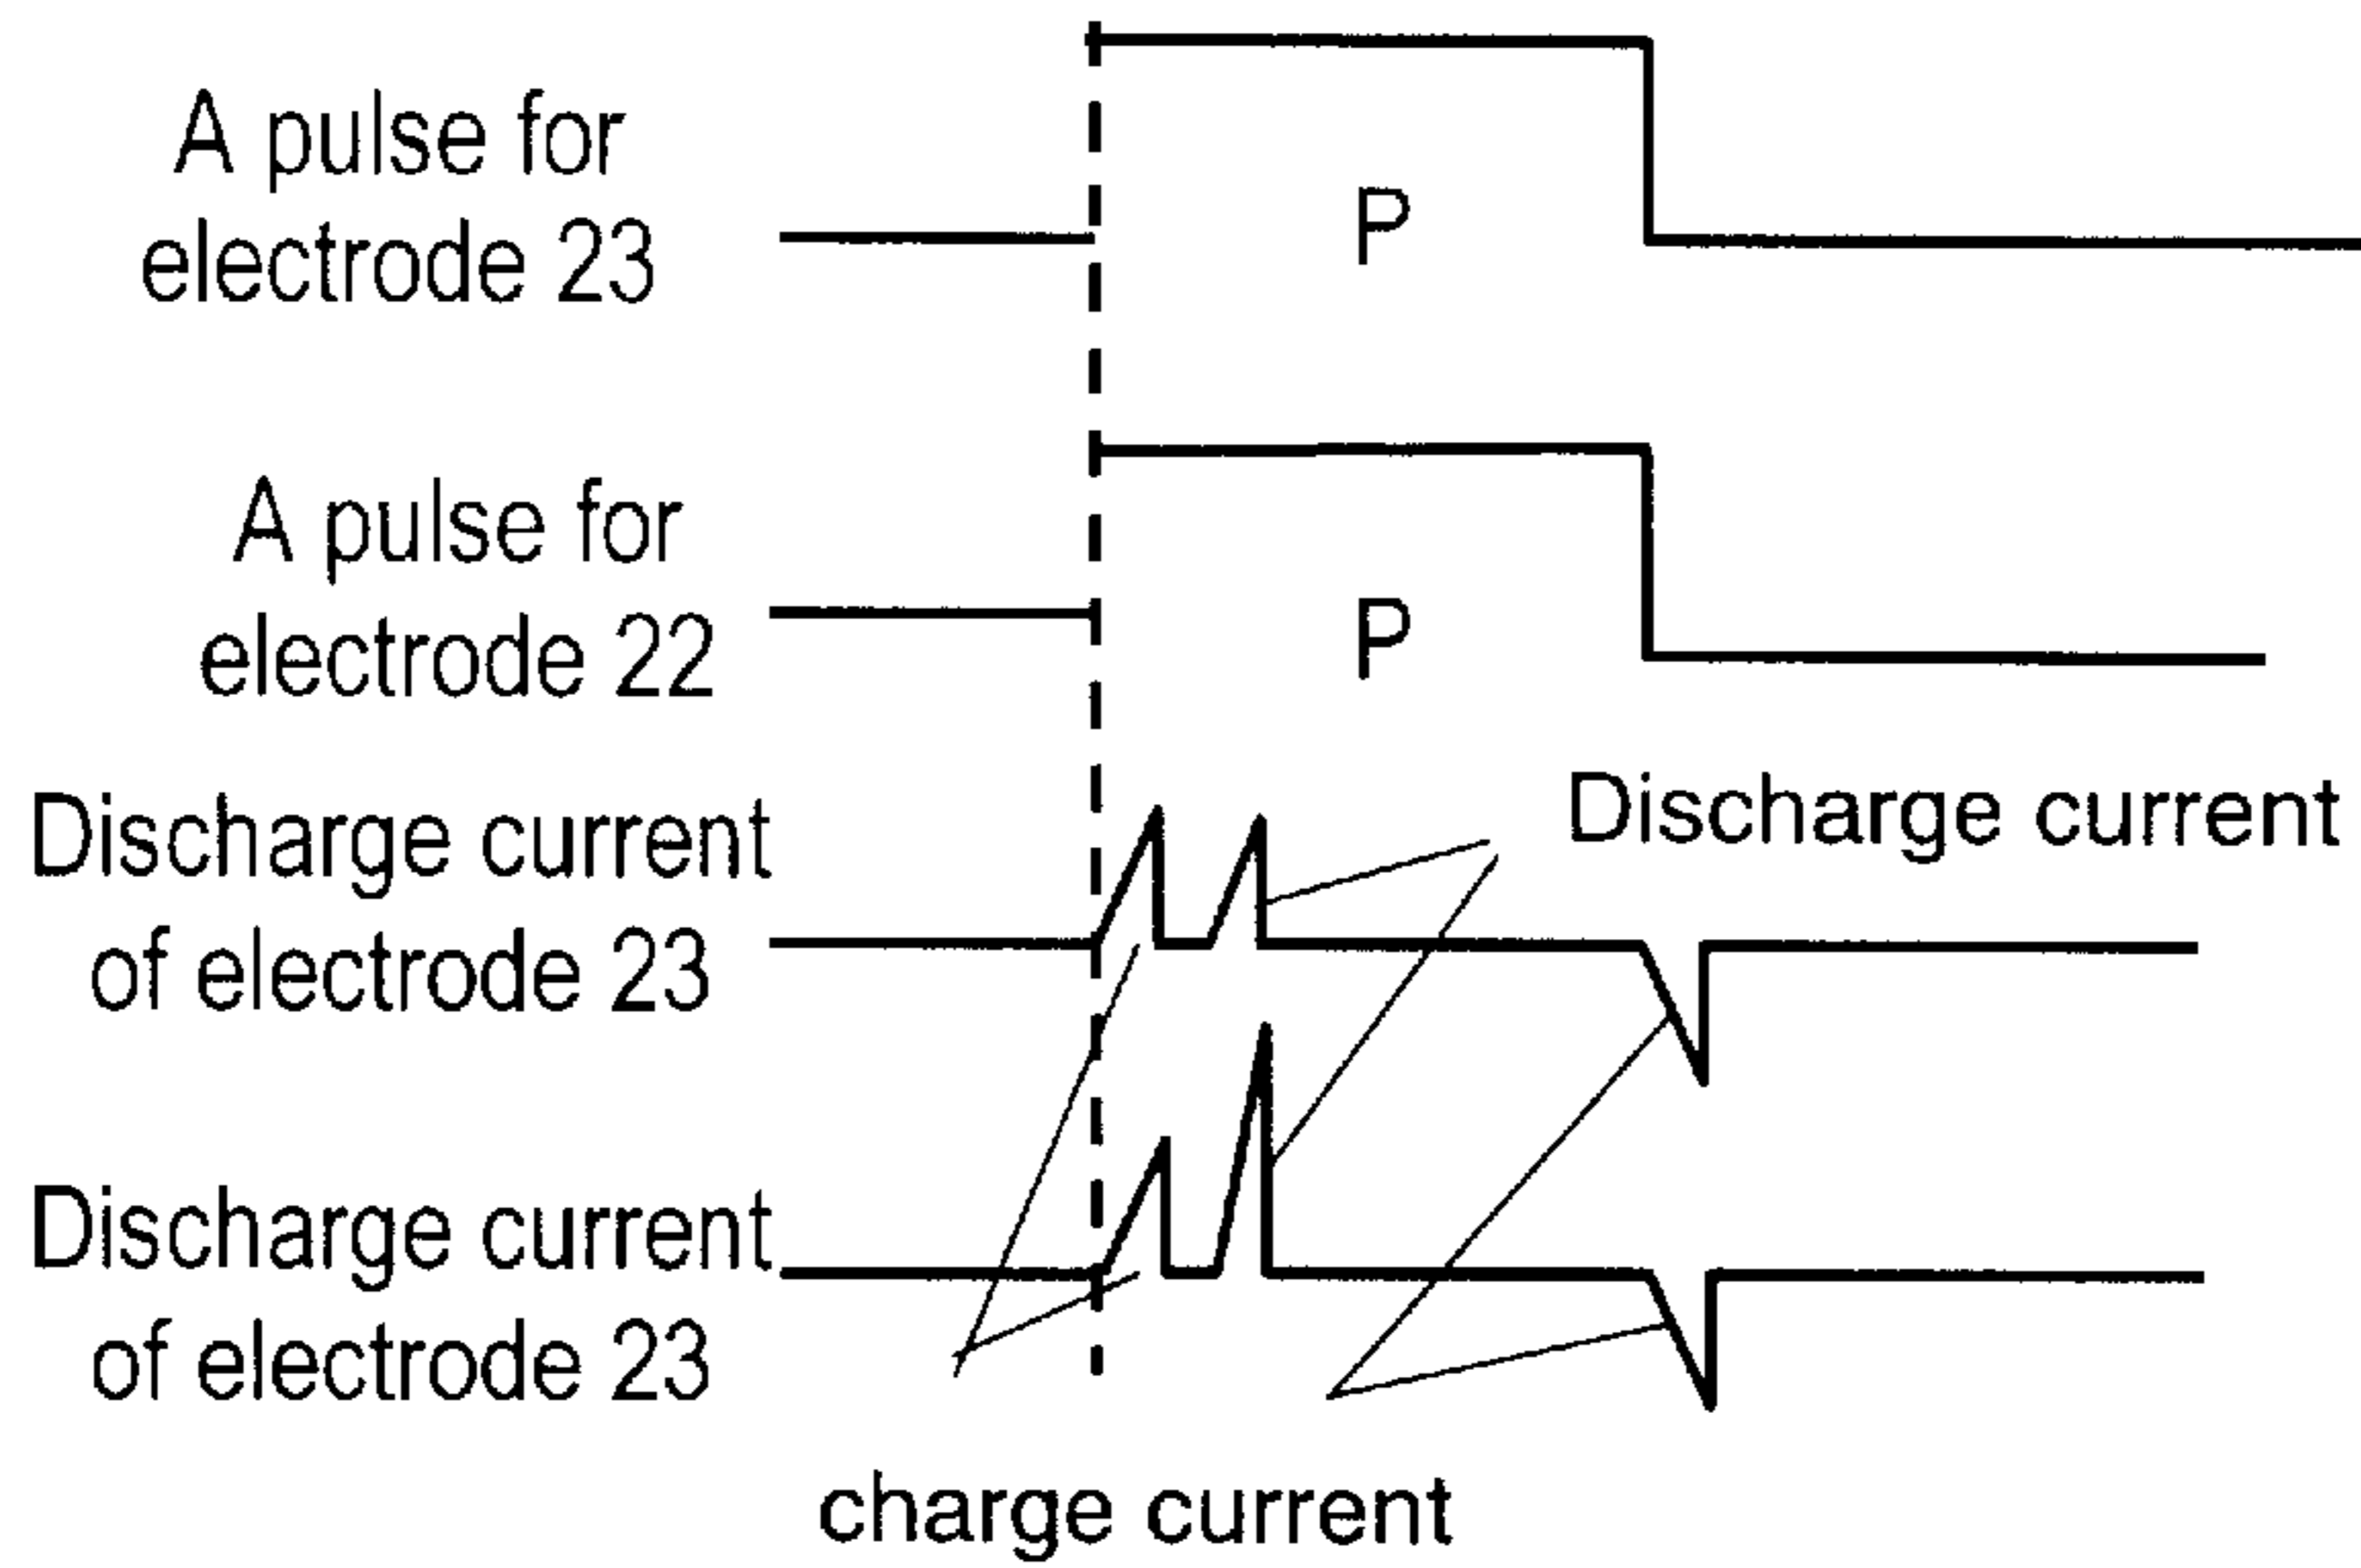 A pulse for
electrode 23
P
A pulse for
electrode 22
P
Discharge current
of electrode 23
Discharge current
Discharge current
of electrode 23
charge current